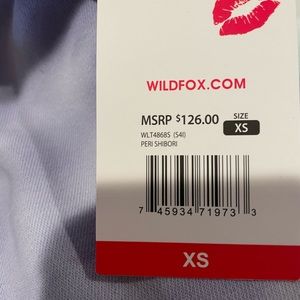 WILDFOX.COM
MSRP $126.00
SIZE
XS
WLT4868S (S4I)
PERI SHIBORI
7 45934 71973 3
XS